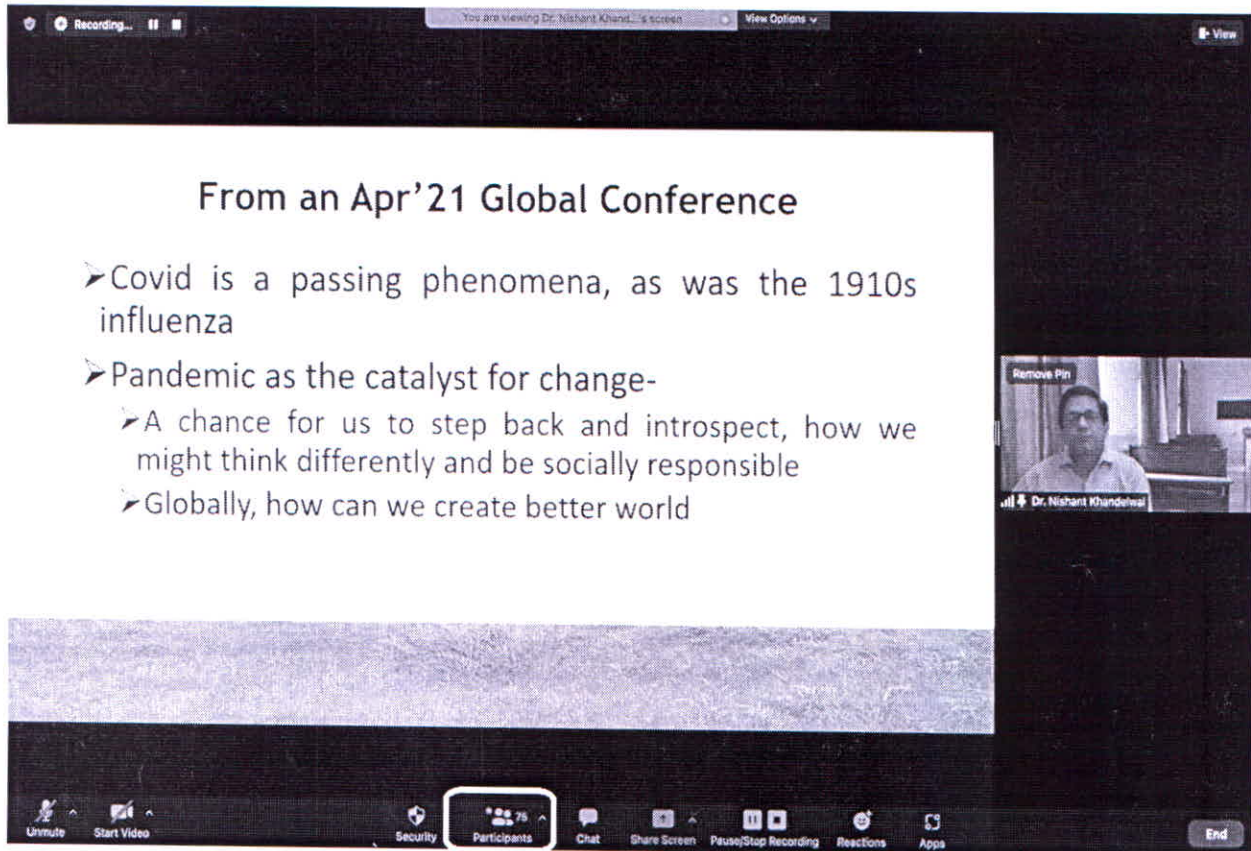 Recording...
You are viewing Dr. Nishant Khand...'s screen
View Options
View
From an Apr'21 Global Conference
➢Covid is a passing phenomena, as was the 1910s
influenza
➢Pandemic as the catalyst for change-
➢A chance for us to step back and introspect, how we
might think differently and be socially responsible
➢Globally, how can we create better world
Remove Pin
Dr. Nishant Khandelwal
Unmute
Start Video
Security
75
Participants
Chat
Share Screen
Pause/Stop Recording
Reactions
Apps
End